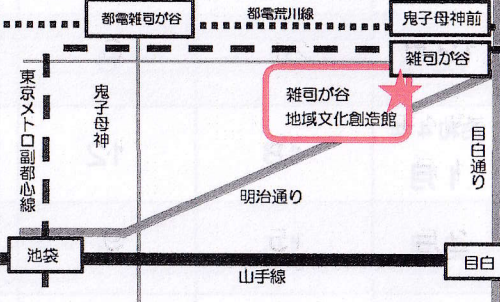 都電雑司が谷
都電荒川線
鬼子母神前
雑司が谷
雑司が谷
地域文化創造館
東京メトロ副都心線
鬼子母神
目白通り
明治通り
池袋
山手線
目白